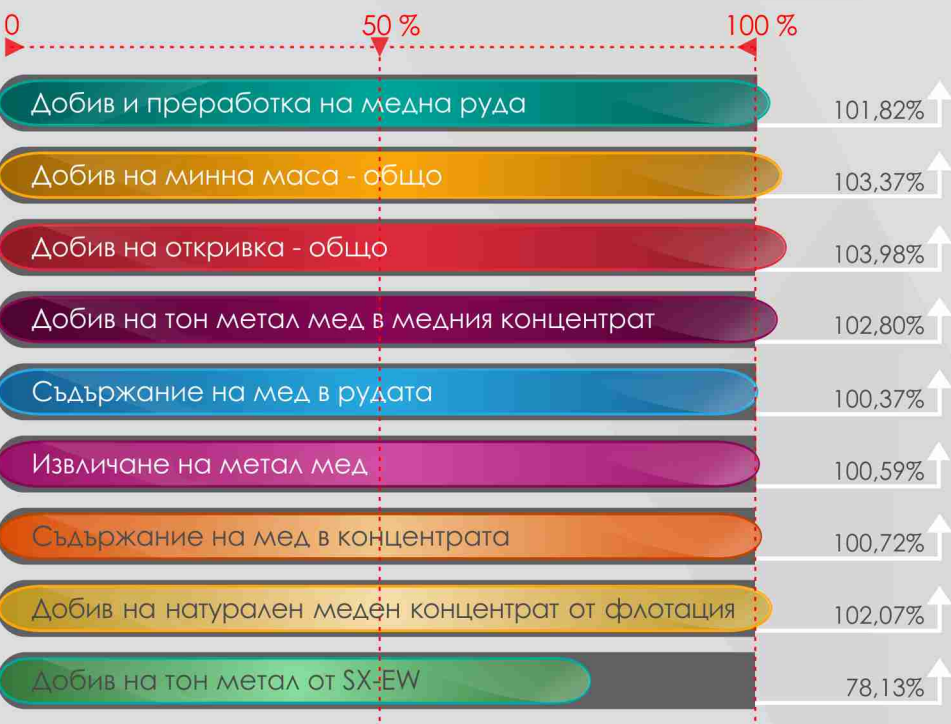 0 50 % 100 %
Добив и преработка на медна руда 101,82%
Добив на минна маса - общо 103,37%
Добив на откривка - общо 103,98%
Добив на тон метал мед в медния концентрат 102,80%
Съдържание на мед в рудата 100,37%
Извличане на метал мед 100,59%
Съдържание на мед в концентрата 100,72%
Добив на натурален меден концентрат от флотация 102,07%
Добив на тон метал от SX-EW 78,13%